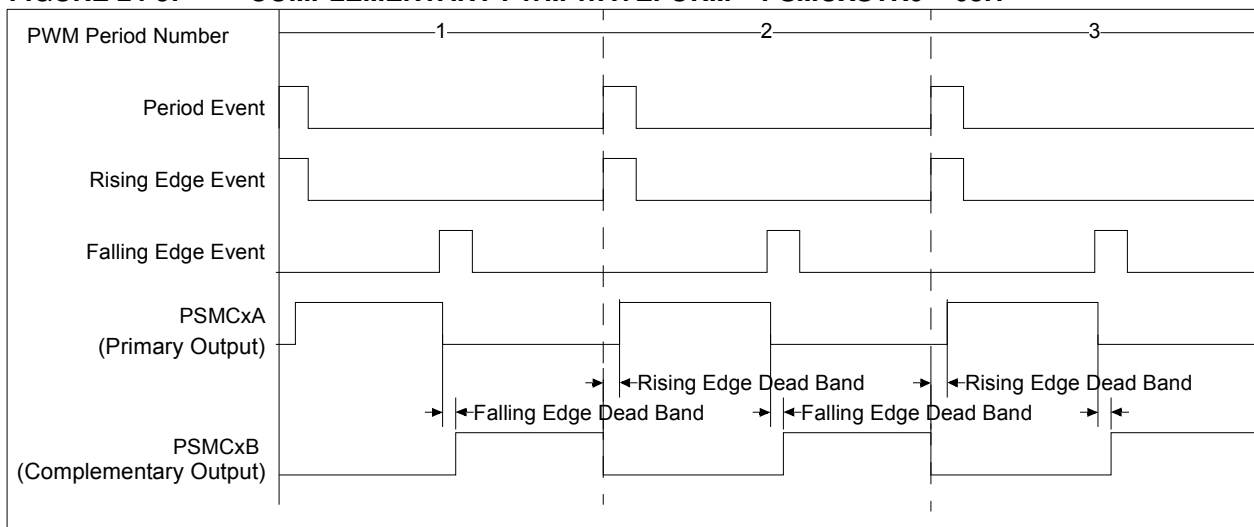 PWM Period Number
1
2
3
Period Event
Rising Edge Event
Falling Edge Event
PSMCxA
(Primary Output)
Rising Edge Dead Band
Rising Edge Dead Band
Falling Edge Dead Band
Falling Edge Dead Band
PSMCxB
(Complementary Output)